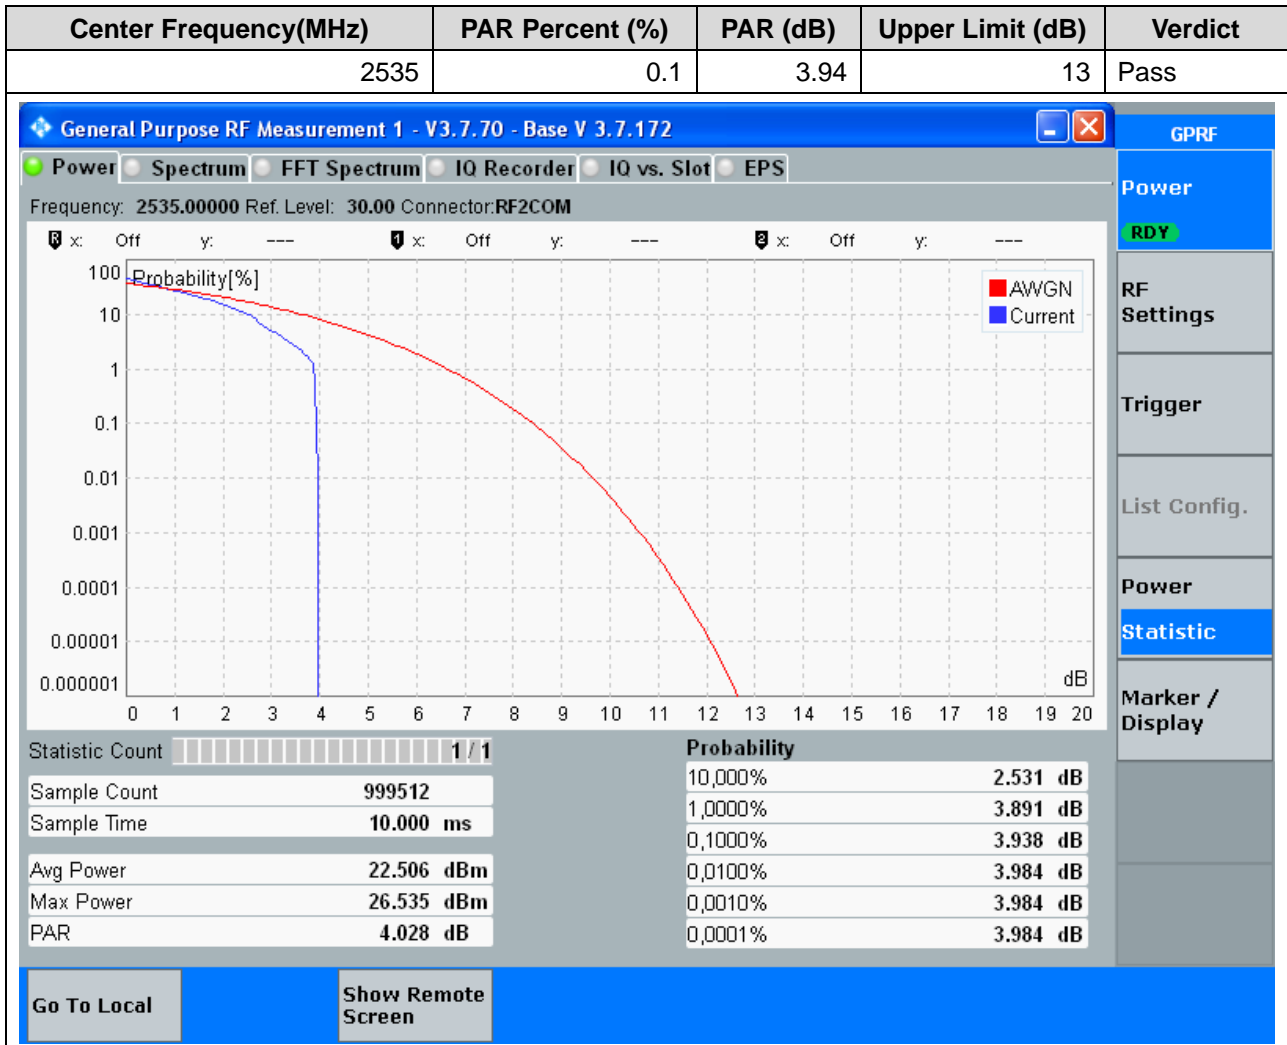 Center Frequency(MHz) PAR Percent (%) PAR (dB) Upper Limit (dB) Verdict
2535 0.1 3.94 13 Pass
General Purpose RF Measurement 1 - V3.7.70 - Base V 3.7.172
GPRF
Power Spectrum FFT Spectrum IQ Recorder IQ vs. Slot EPS
Power
RDY
Frequency: 2535.00000 Ref. Level: 30.00 Connector:RF2COM
R x: Off y: --- 1 x: Off y: --- 2 x: Off y: ---
Probability[%]
AWGN
Current
100
10
1
0.1
0.01
0.001
0.0001
0.00001
0.000001
dB
0 1 2 3 4 5 6 7 8 9 10 11 12 13 14 15 16 17 18 19 20
RF
Settings
Trigger
List Config.
Power
Statistic
Marker /
Display
Statistic Count 1 / 1
Sample Count 999512
Sample Time 10.000 ms
Avg Power 22.506 dBm
Max Power 26.535 dBm
PAR 4.028 dB
Probability
10,000% 2.531 dB
1,0000% 3.891 dB
0,1000% 3.938 dB
0,0100% 3.984 dB
0,0010% 3.984 dB
0,0001% 3.984 dB
Go To Local
Show Remote
Screen